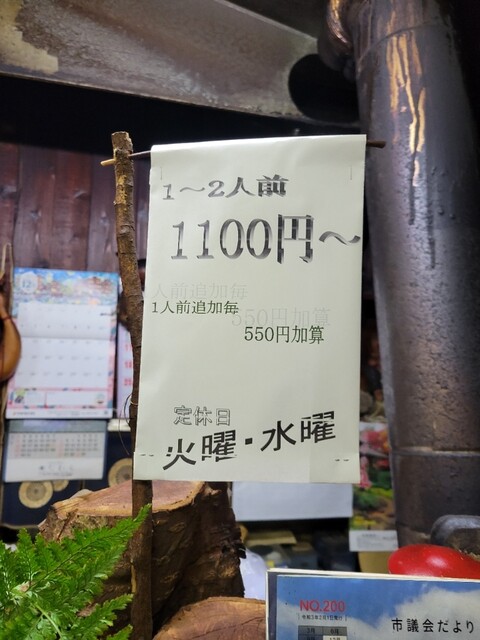 1～2人前
1100円～
1人前追加毎
550円加算
定休日
火曜・水曜
NO.200
市議会だより